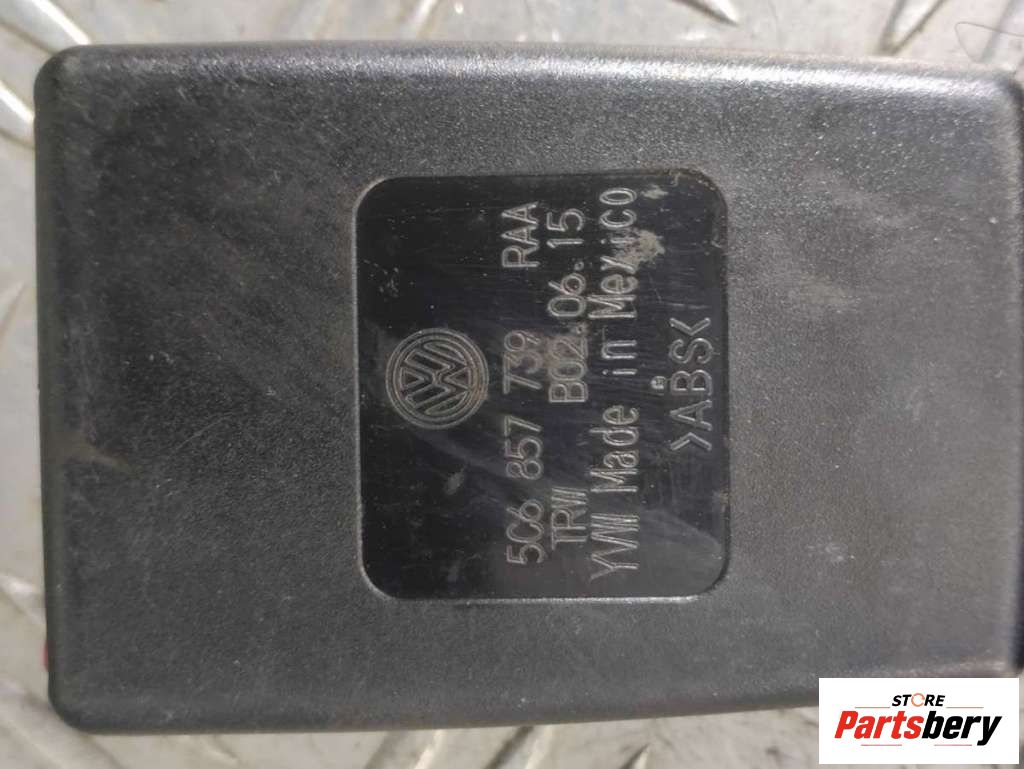 5C6 857 739 RAA
TRW B02.06.15
YVW Made in Mexico
>ABS<
STORE
Partsbery